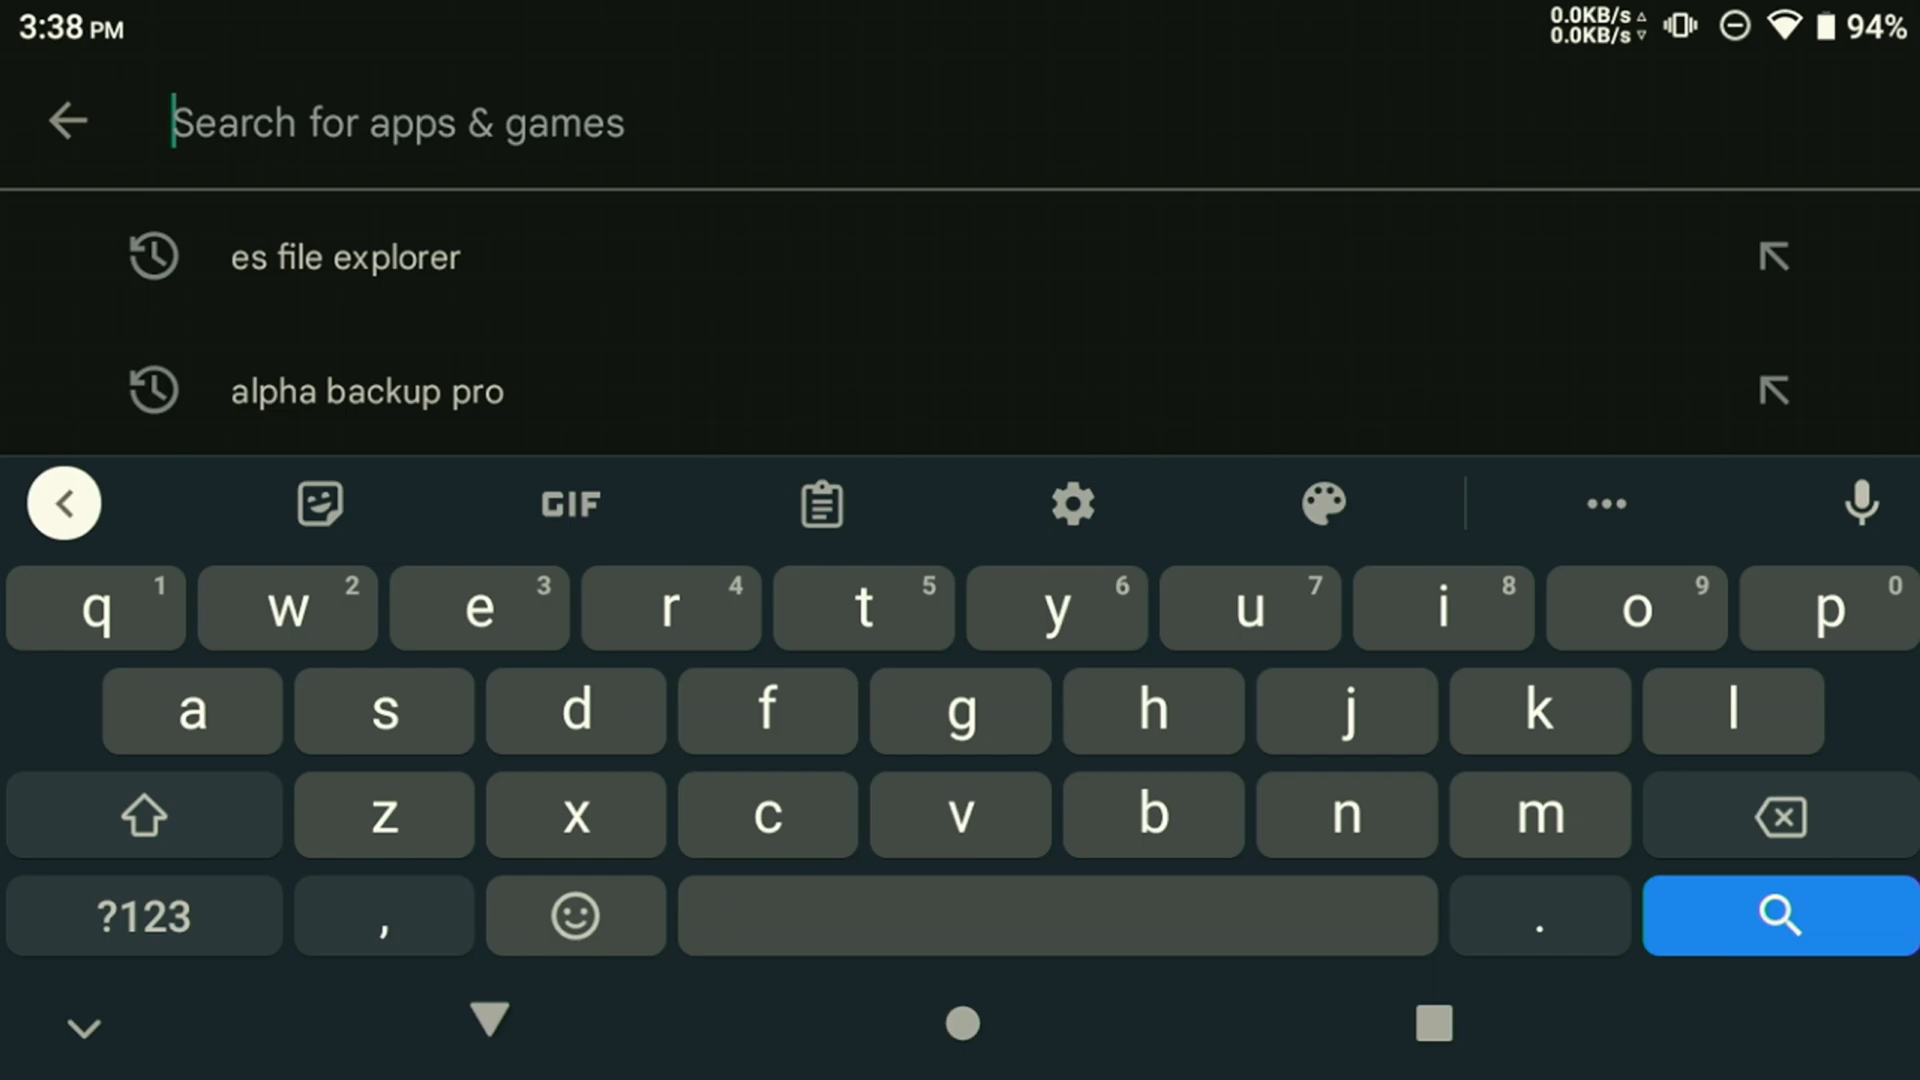 3:38 PM
0.0KB/s
0.0KB/s
94%
Search for apps & games
es file explorer
alpha backup pro
GIF
q 1 w 2 e 3 r 4 t 5 y 6 u 7 i 8 o 9 p 0
a s d f g h j k l
z x c v b n m
?123 , .